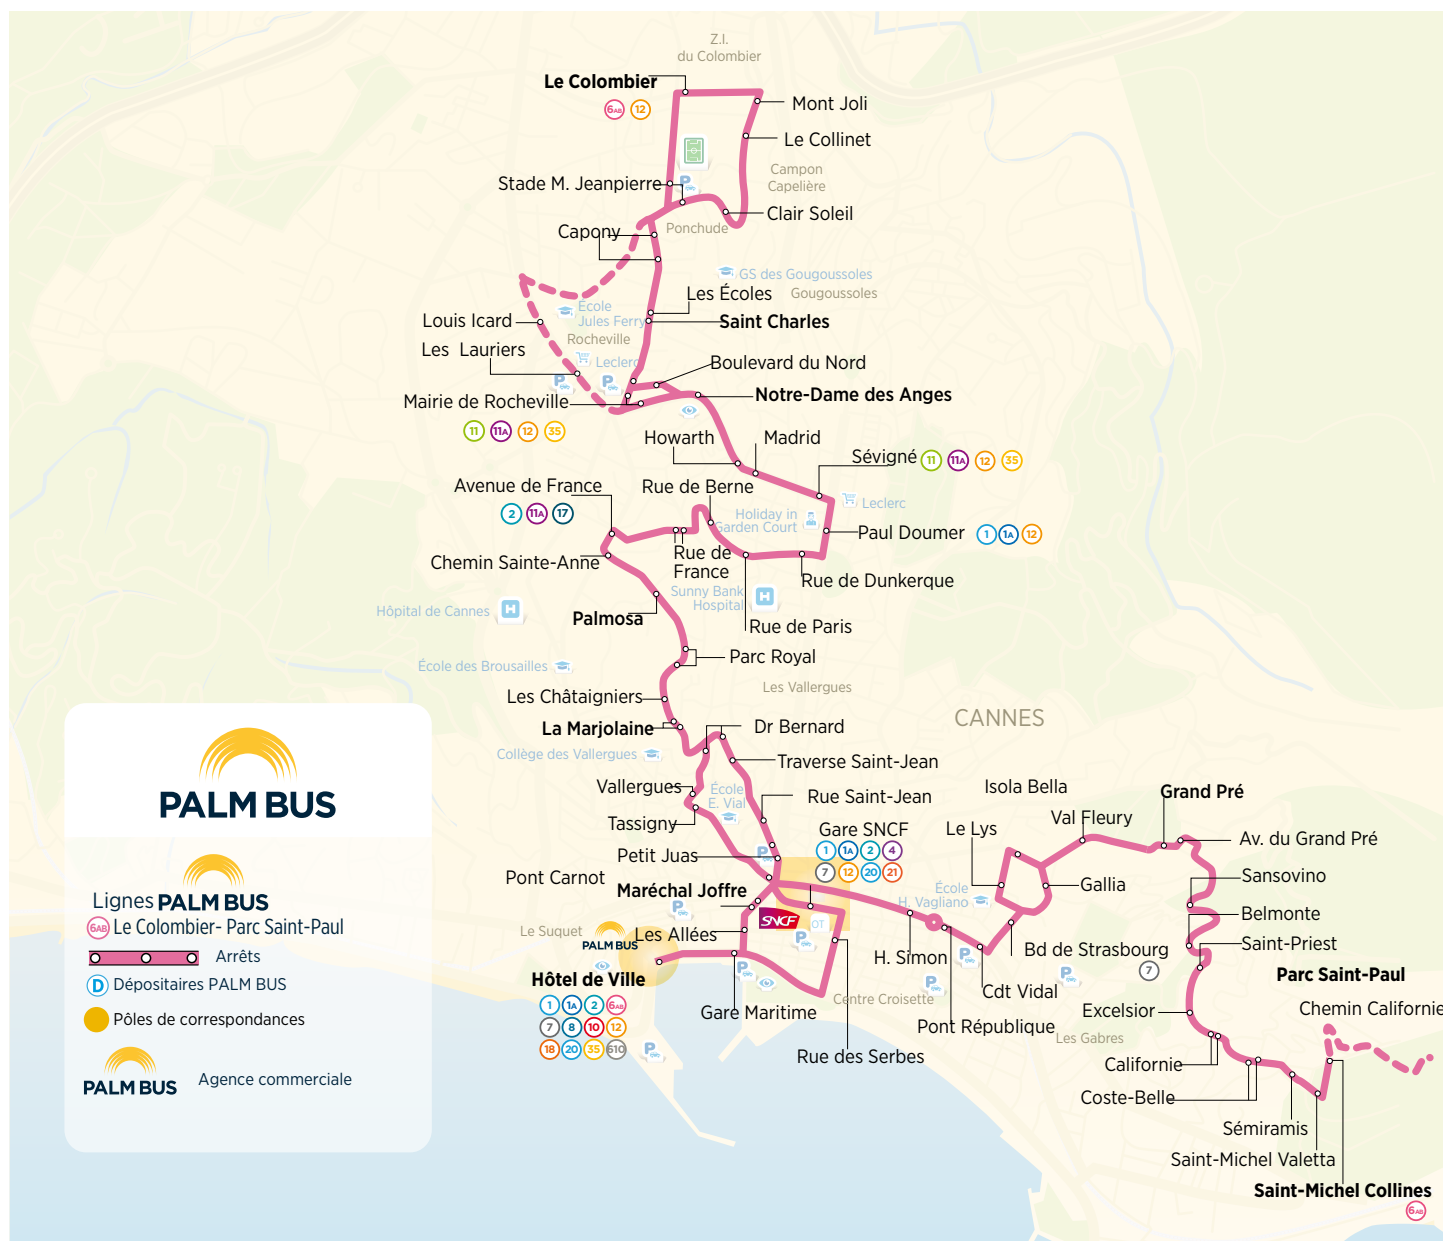 Z.I.
du Colombier
Le Colombier
6AB 12
Mont Joli
Le Collinet
Campon
Capelière
Stade M. Jeanpierre
P
Clair Soleil
Ponchude
Capony
GS des Gougoussoles
Gougoussoles
Les Écoles
École
Jules Ferry
Louis Icard
Saint Charles
Rocheville
Les Lauriers
Leclerc
P
P
Boulevard du Nord
Mairie de Rocheville
Notre-Dame des Anges
11 11A 12 35
Howarth
Madrid
Sévigné 11 11A 12 35
Avenue de France
2 11A 17
Rue de Berne
Leclerc
Holiday in
Garden Court
Paul Doumer 1 1A 12
Chemin Sainte-Anne
Rue de
France
Rue de Dunkerque
Sunny Bank
Hospital
H
Hôpital de Cannes H
Palmosa
Rue de Paris
École des Brousailles
Parc Royal
Les Vallergues
Les Châtaigniers
CANNES
La Marjolaine
Dr Bernard
Collège des Vallergues
Traverse Saint-Jean
Vallergues
École
E. Vial
Rue Saint-Jean
Isola Bella
Grand Pré
Tassigny
Gare SNCF
1 1A 2 4
7 12 20 21
Le Lys
Val Fleury
Av. du Grand Pré
Petit Juas
P
Pont Carnot
Maréchal Joffre
École
H. Vagliano
Gallia
Sansovino
P
SNCF
OT
P
Belmonte
Le Suquet
PALM BUS
Les Allées
H. Simon
P
Bd de Strasbourg
7
Saint-Priest
Hôtel de Ville
1 1A 2 6AB
7 8 10 12
18 20 35 610
P
P
Gare Maritime
Centre Croisette
P
Cdt Vidal
P
Parc Saint-Paul
Chemin Californie
Pont République
Excelsior
Les Gabres
Rue des Serbes
Californie
Coste-Belle
Sémiramis
Saint-Michel Valetta
Saint-Michel Collines
6AB
PALM BUS
Lignes PALM BUS
6AB Le Colombier- Parc Saint-Paul
Arrêts
D Dépositaires PALM BUS
Pôles de correspondances
PALM BUS Agence commerciale